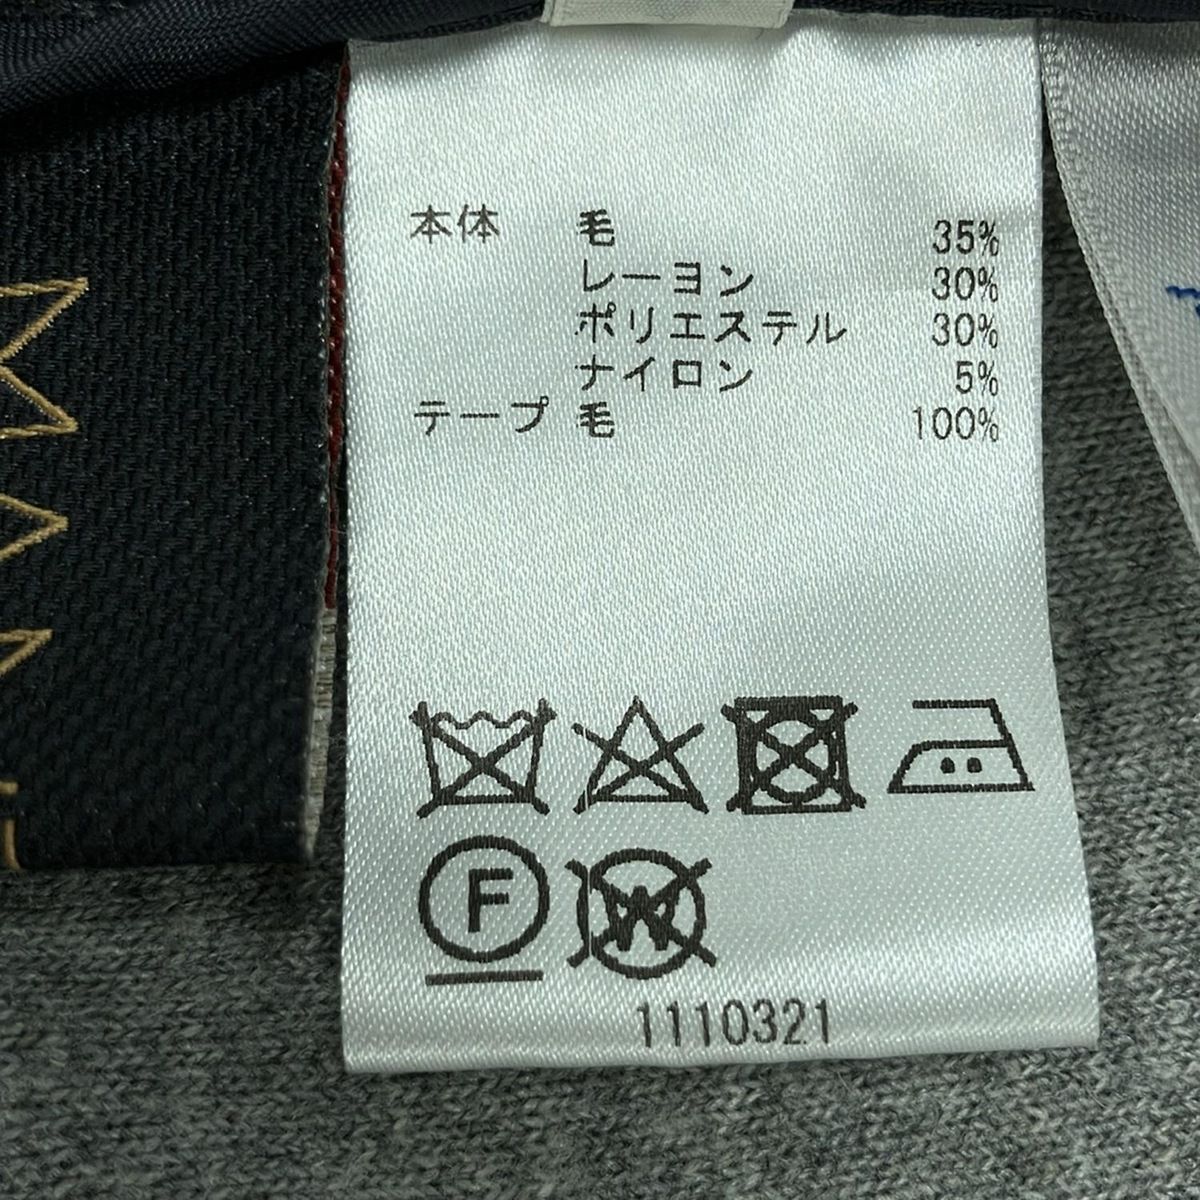 本体 毛 35%
レーヨン 30%
ポリエステル 30%
ナイロン 5%
テープ 毛 100%
F
W
1110321